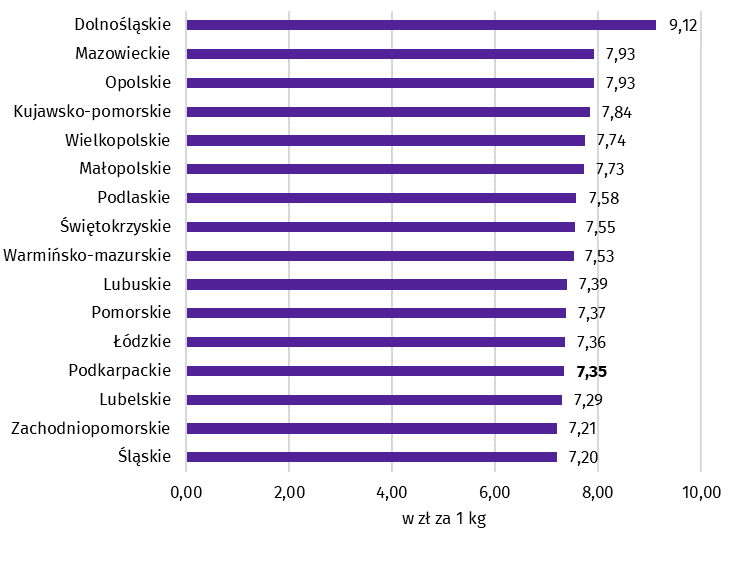 Dolnośląskie 9,12
Mazowieckie 7,93
Opolskie 7,93
Kujawsko-pomorskie 7,84
Wielkopolskie 7,74
Małopolskie 7,73
Podlaskie 7,58
Świętokrzyskie 7,55
Warmińsko-mazurskie 7,53
Lubuskie 7,39
Pomorskie 7,37
Łódzkie 7,36
Podkarpackie 7,35
Lubelskie 7,29
Zachodniopomorskie 7,21
Śląskie 7,20
0,00 2,00 4,00 6,00 8,00 10,00
w zł za 1 kg